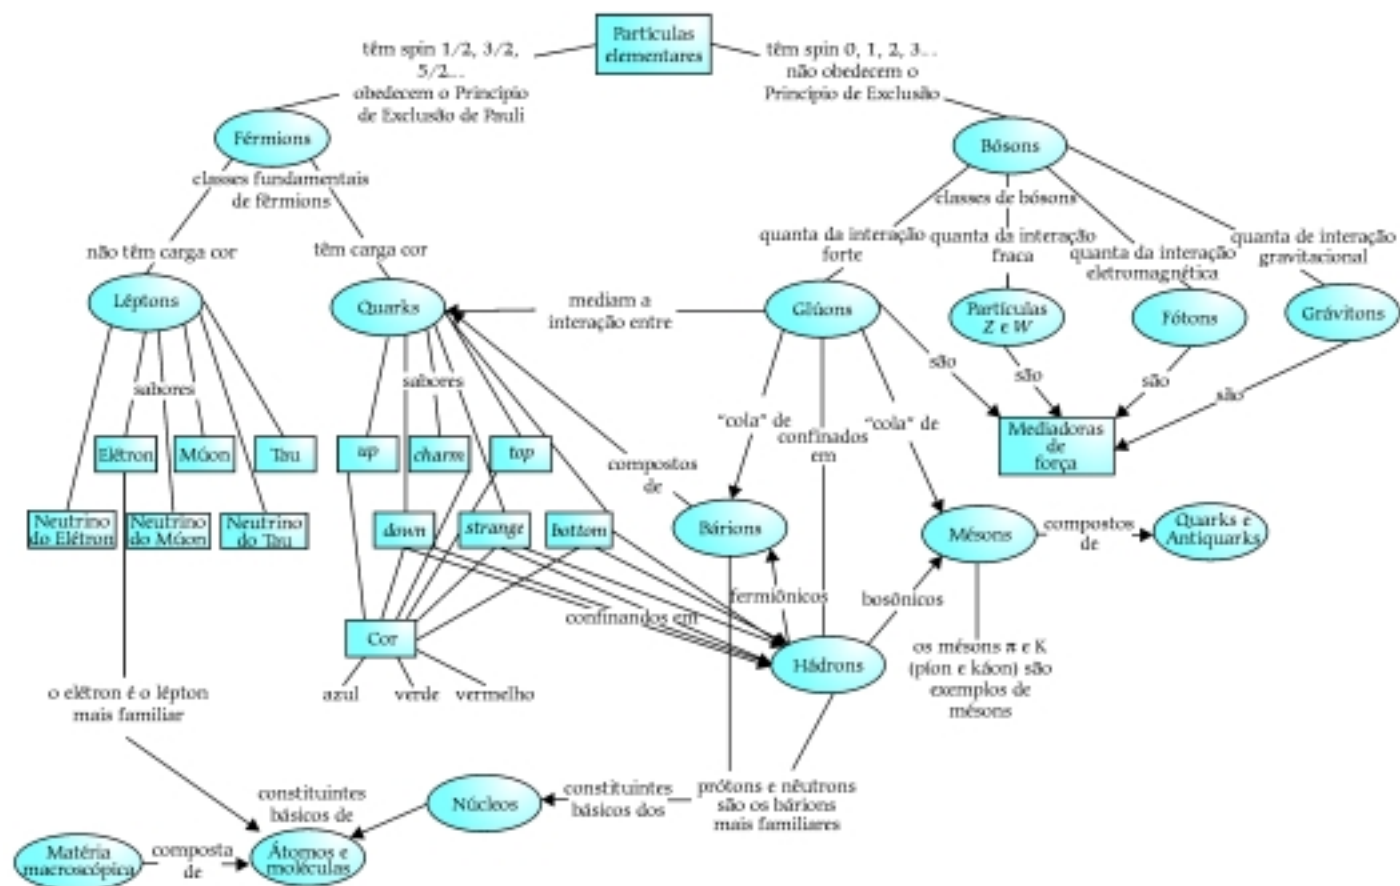 Partículas
elementares
têm spin 1/2, 3/2,
5/2...
obedecem o Princípio
de Exclusão de Pauli
têm spin 0, 1, 2, 3...
não obedecem o
Princípio de Exclusão
Férmions
Bósons
classes fundamentais
de férmions
classes de bósons
não têm carga cor
têm carga cor
quanta da interação
forte
quanta da interação
fraca
quanta da interação
eletromagnética
quanta de interação
gravitacional
Léptons
Quarks
mediam a
interação entre
Glúons
Partículas
Z e W
Fótons
Grávitons
sabores
sabores
são
são
são
são
Elétron
Múon
Tau
up
charm
top
"cola" de
confinados
em
"cola" de
Mediadoras
de
força
compostos
de
Neutrino
do Elétron
Neutrino
do Múon
Neutrino
do Tau
down
strange
bottom
Bárions
Mésons
compostos
de
Quarks e
Antiquarks
fermiônicos
bosônicos
confinandos em
Cor
Hádrons
azul
verde
vermelho
os mésons π e K
(píon e káon) são
exemplos de
mésons
o elétron é o lépton
mais familiar
constituintes
básicos de
Núcleos
constituintes
básicos dos
prótons e nêutrons
são os bárions
mais familiares
Matéria
macroscópica
composta
de
Átomos e
moléculas